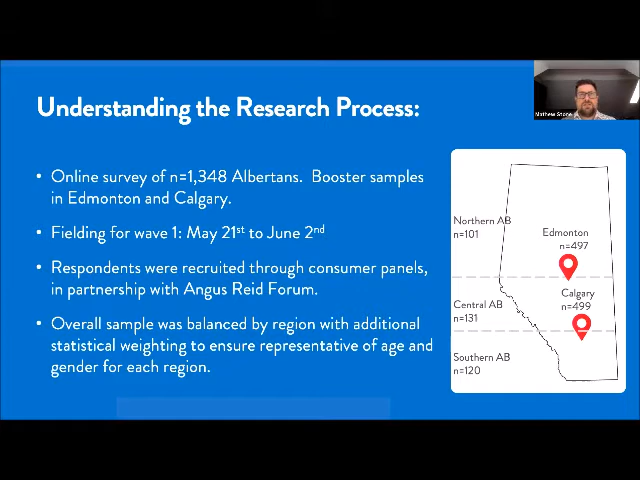 Understanding the Research Process:
Mathew Stone
• Online survey of n=1,348 Albertans.  Booster samples
in Edmonton and Calgary.
• Fielding for wave 1: May 21st to June 2nd
• Respondents were recruited through consumer panels,
in partnership with Angus Reid Forum.
• Overall sample was balanced by region with additional
statistical weighting to ensure representative of age and
gender for each region.
Northern AB
n=101
Edmonton
n=497
Calgary
n=499
Central AB
n=131
Southern AB
n=120